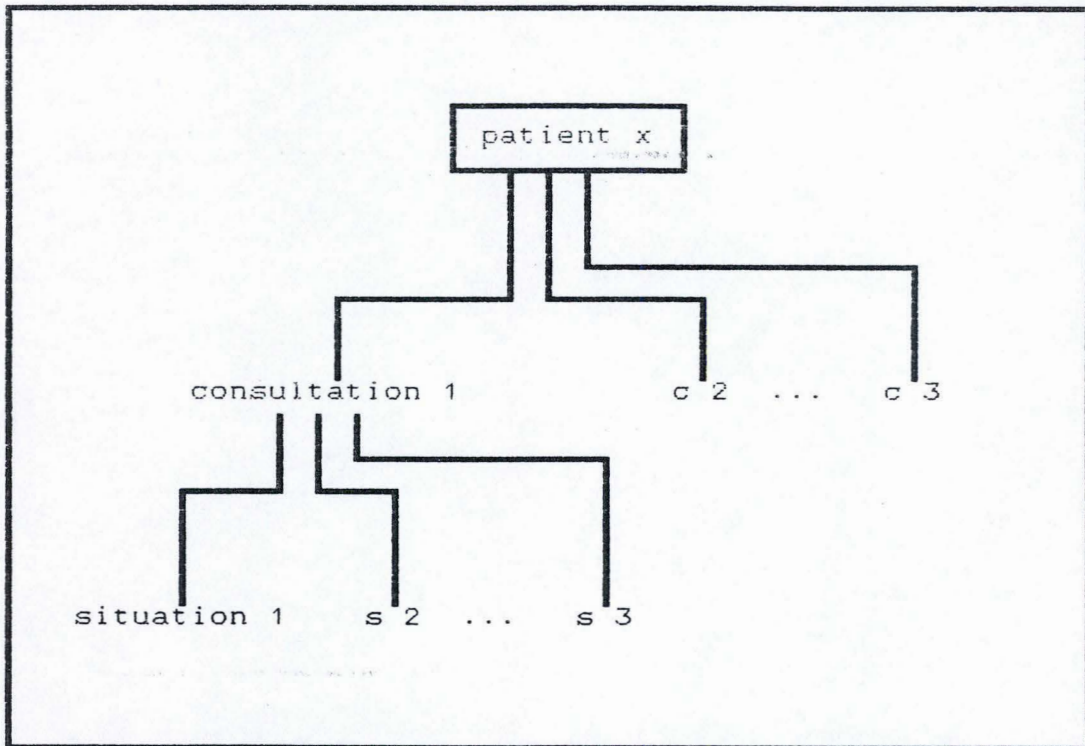 patient x
consultation 1 c 2 ... c 3
situation 1 s 2 ... s 3